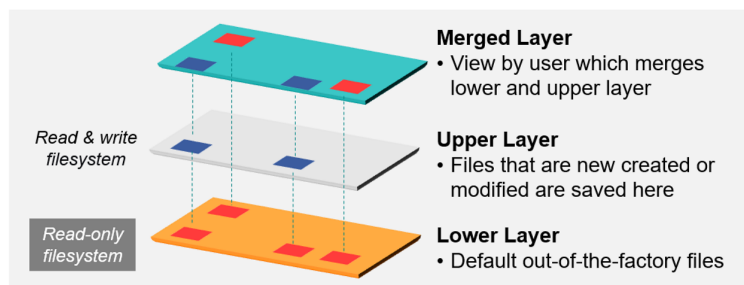 Merged Layer
• View by user which merges
lower and upper layer
Read & write
filesystem
Upper Layer
• Files that are new created or
modified are saved here
Read-only
filesystem
Lower Layer
• Default out-of-the-factory files